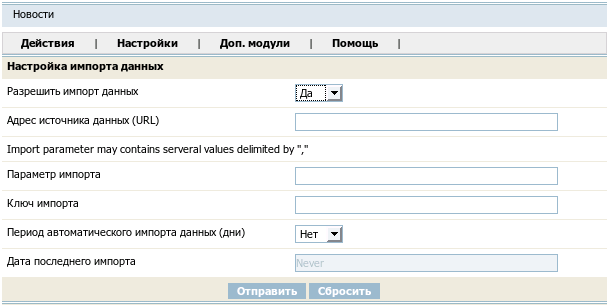 Новости
Действия | Настройки | Доп. модули | Помощь |
Настройка импорта данных
Разрешить импорт данных Да
Адрес источника данных (URL)
Import parameter may contains serveral values delimited by ","
Параметр импорта
Ключ импорта
Период автоматического импорта данных (дни) Нет
Дата последнего импорта Never
Отправить Сбросить